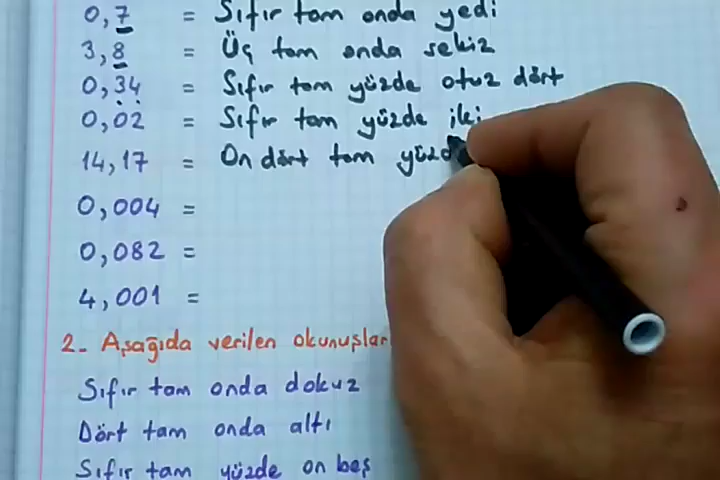 0,7 = Sıfır tam onda yedi
3,8 = Üç tam onda sekiz
0,34 = Sıfır tam yüzde otuz dört
0,02 = Sıfır tam yüzde iki
14,17 = On dört tam yüzd
0,004 =
0,082 =
4,001 =
2- Aşağıda verilen okunuşlar
Sıfır tam onda dokuz
Dört tam onda altı
Sıfır tam yüzde on beş